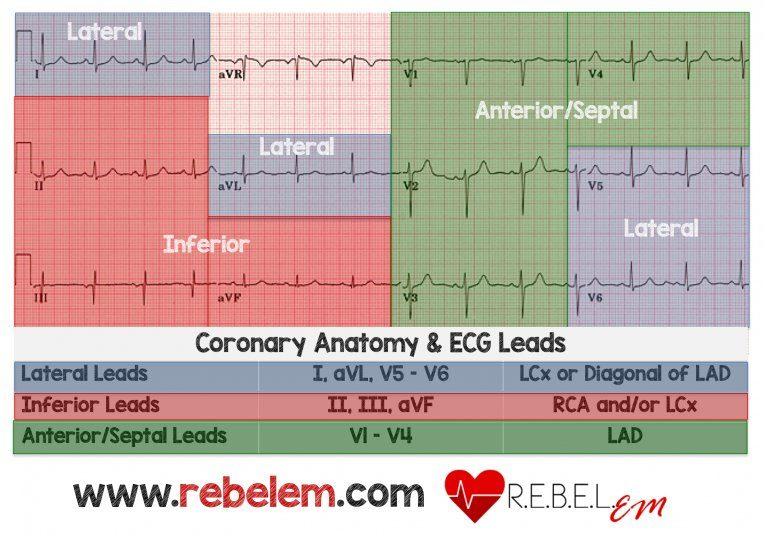 Lateral
I
aVR
V1
V4
Anterior/Septal
Lateral
II
aVL
V2
V5
Lateral
Inferior
III
aVF
V3
V6
Coronary Anatomy & ECG Leads
Lateral Leads I, aVL, V5 - V6 LCx or Diagonal of LAD
Inferior Leads II, III, aVF RCA and/or LCx
Anterior/Septal Leads V1 - V4 LAD
www.rebelem.com R.E.B.E.L.EM